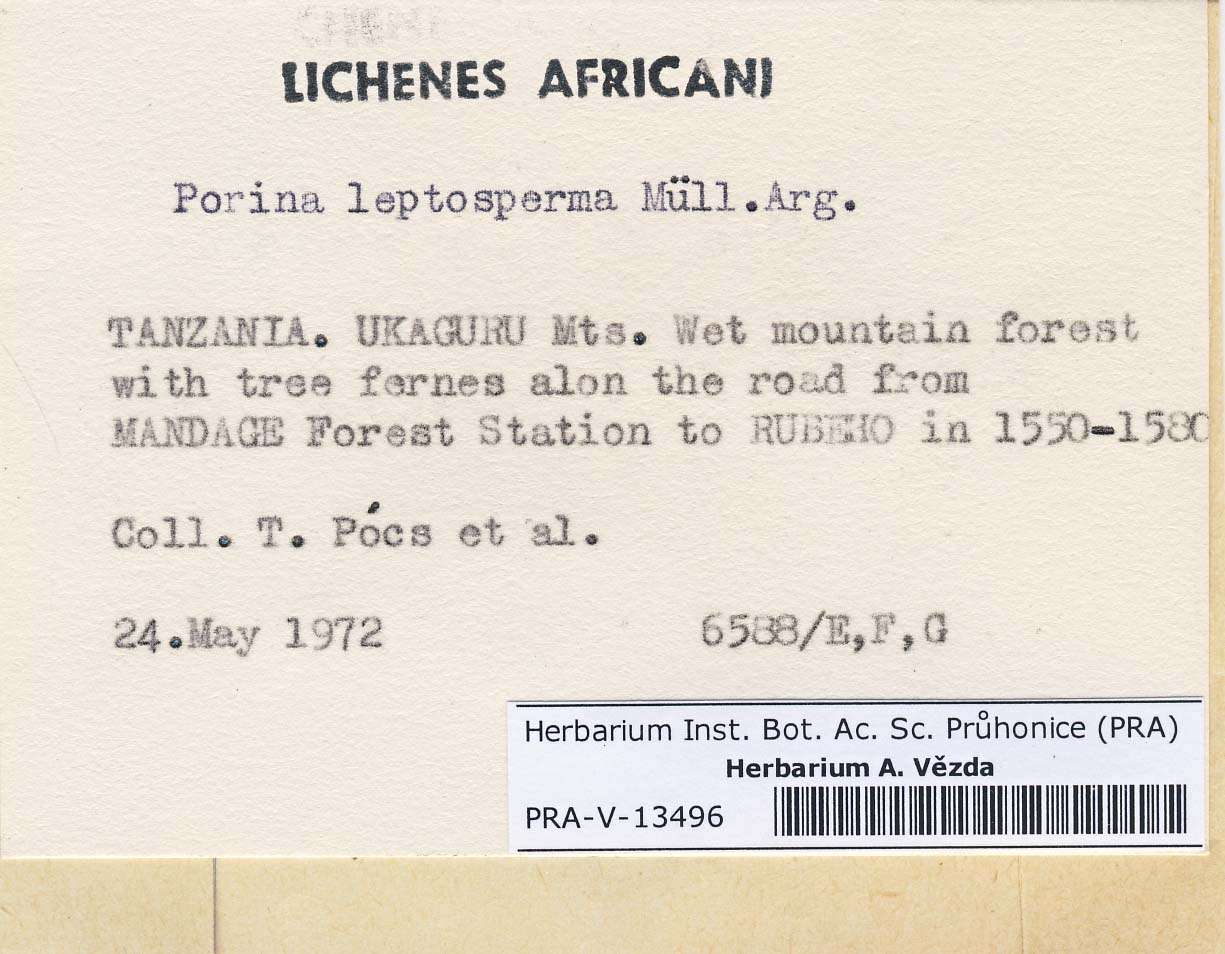 LICHENES AFRICANI
Porina leptosperma Müll.Arg.
TANZANIA. UKAGURU Mts. Wet mountain forest
with tree fernes alon the road from
MANDAGE Forest Station to RUBEHO in 1550-1580
Coll. T. Pócs et al.
24.May 1972 6588/E,F,G
Herbarium Inst. Bot. Ac. Sc. Průhonice (PRA)
Herbarium A. Vězda
PRA-V-13496